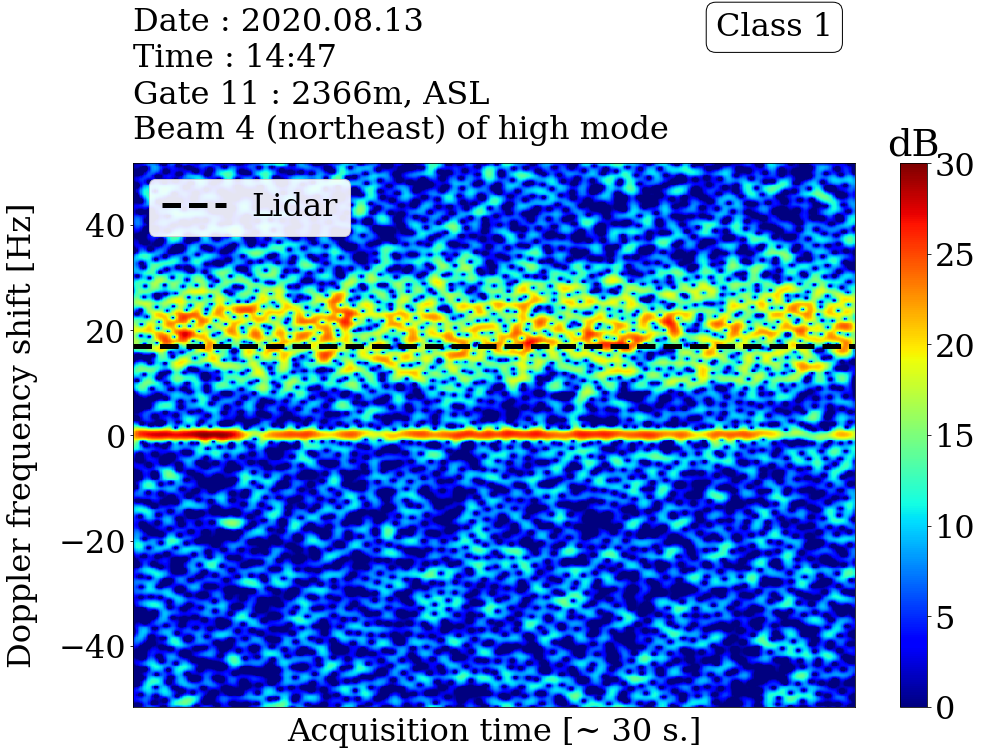 Date : 2020.08.13
Time : 14:47
Gate 11 : 2366m, ASL
Beam 4 (northeast) of high mode
Class 1
dB
Lidar
Doppler frequency shift [Hz]
40
20
0
−20
−40
Acquisition time [~ 30 s.]
30
25
20
15
10
5
0